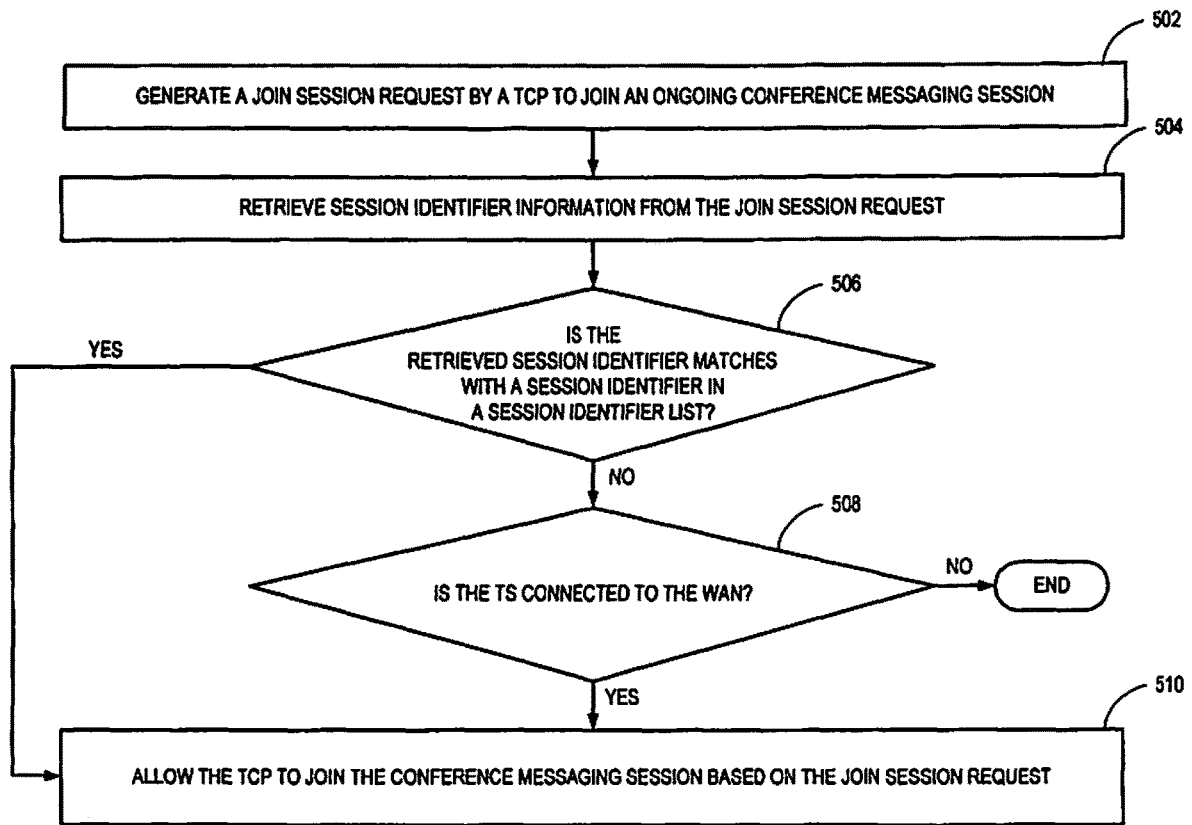 502
GENERATE A JOIN SESSION REQUEST BY A TCP TO JOIN AN ONGOING CONFERENCE MESSAGING SESSION
504
RETRIEVE SESSION IDENTIFIER INFORMATION FROM THE JOIN SESSION REQUEST
506
IS THE
RETRIEVED SESSION IDENTIFIER MATCHES
WITH A SESSION IDENTIFIER IN
A SESSION IDENTIFIER LIST?
YES
NO
508
IS THE TS CONNECTED TO THE WAN?
NO
END
YES
510
ALLOW THE TCP TO JOIN THE CONFERENCE MESSAGING SESSION BASED ON THE JOIN SESSION REQUEST